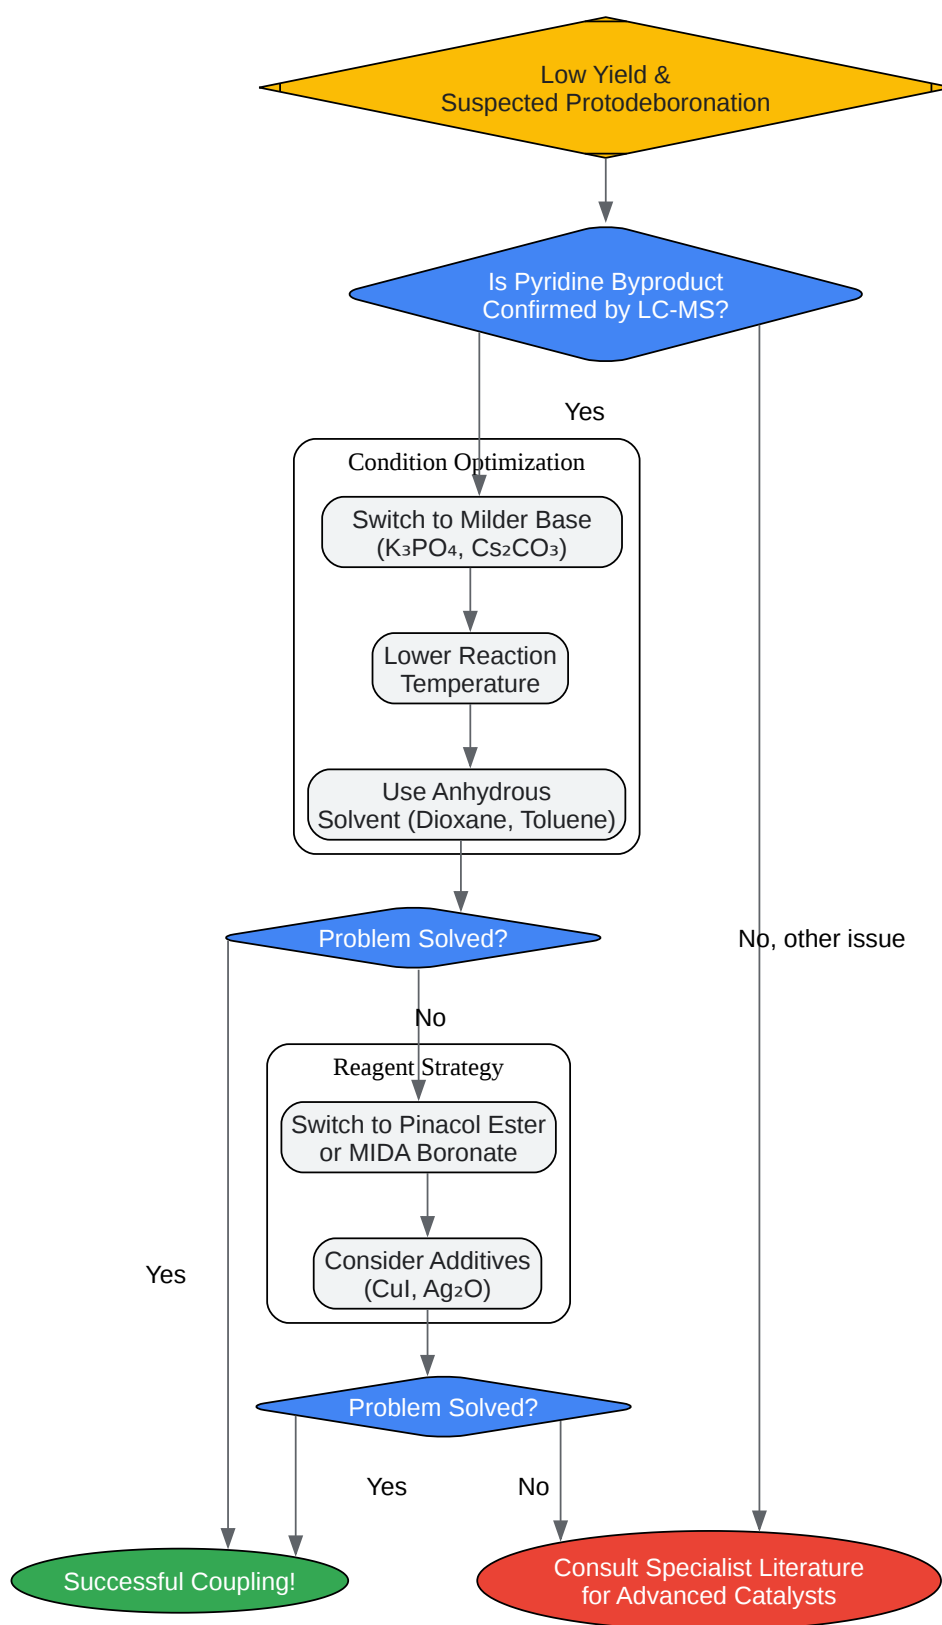 Low Yield &
Suspected Protodeboronation
Is Pyridine Byproduct
Confirmed by LC-MS?
Yes
Condition Optimization
Switch to Milder Base
(K₃PO₄, Cs₂CO₃)
Lower Reaction
Temperature
Use Anhydrous
Solvent (Dioxane, Toluene)
Problem Solved?
No, other issue
No
Reagent Strategy
Switch to Pinacol Ester
or MIDA Boronate
Consider Additives
(CuI, Ag₂O)
Yes
Problem Solved?
Yes
No
Successful Coupling!
Consult Specialist Literature
for Advanced Catalysts